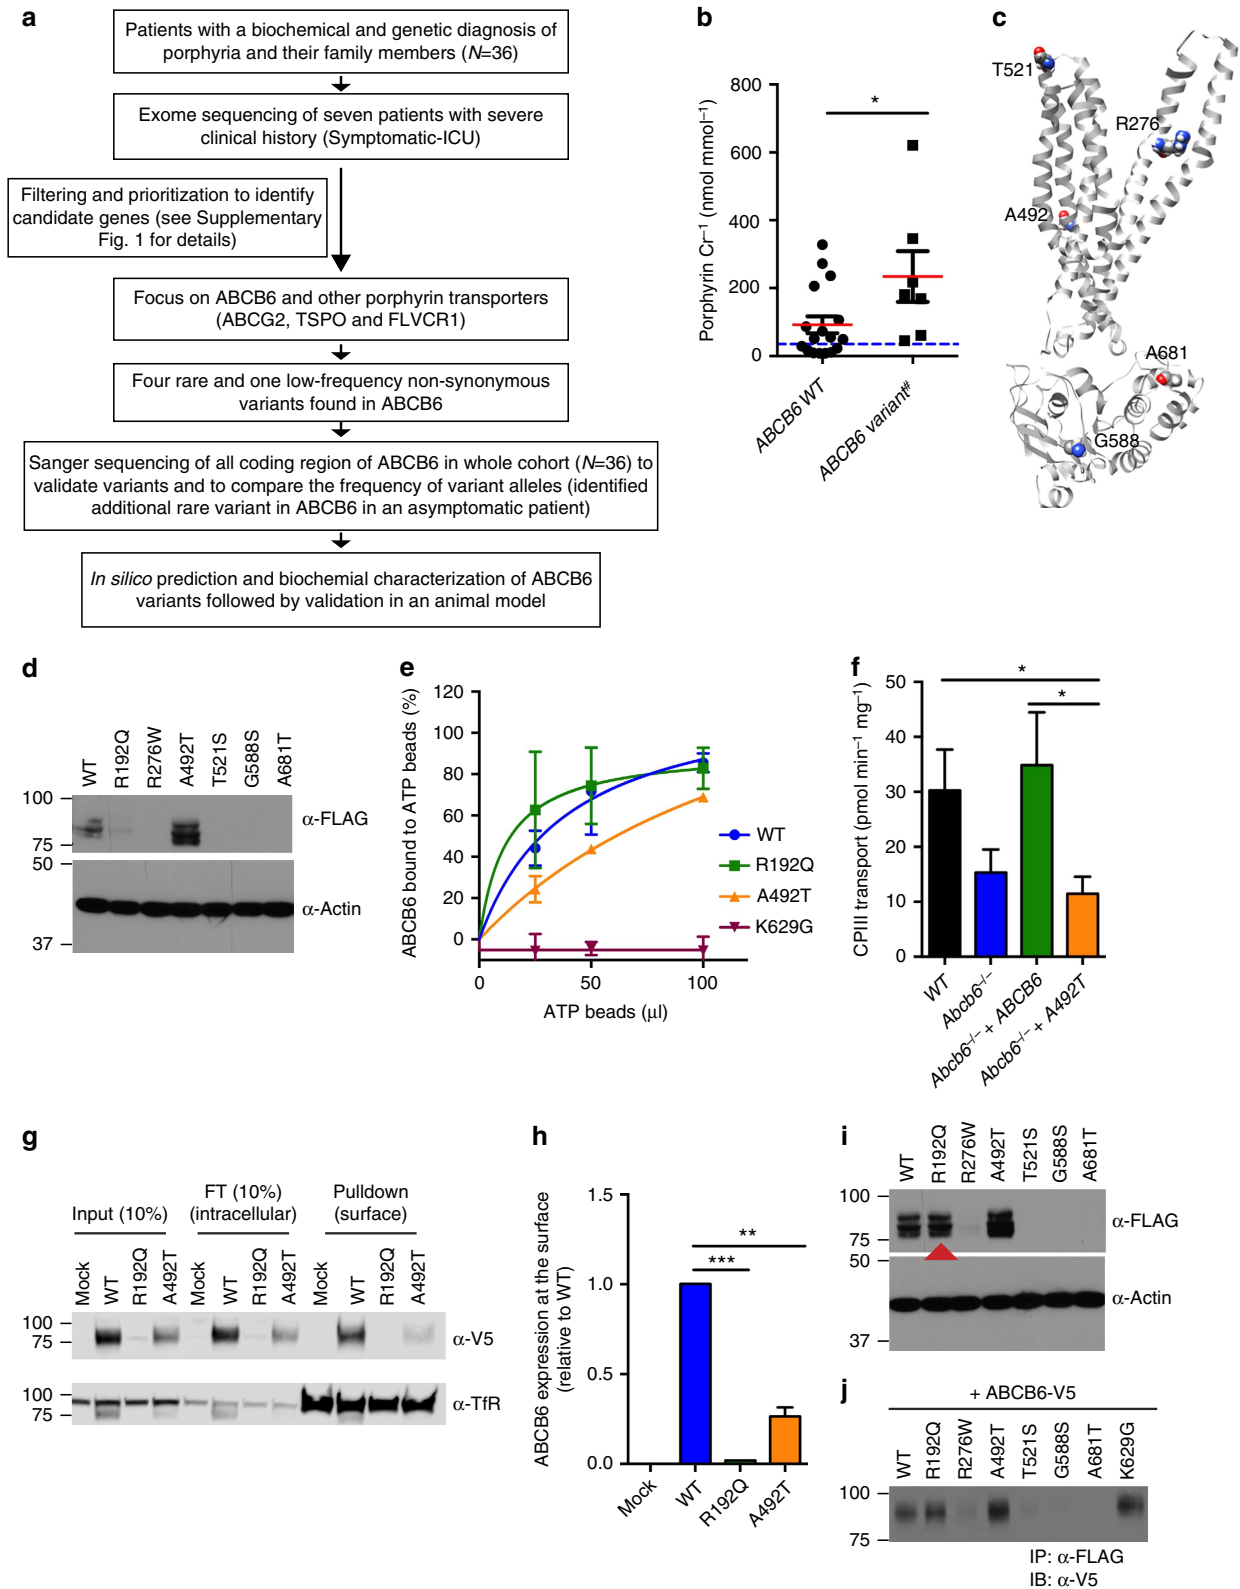 a
Patients with a biochemical and genetic diagnosis of
porphyria and their family members (N=36)
Exome sequencing of seven patients with severe
clinical history (Symptomatic-ICU)
Filtering and prioritization to identify
candidate genes (see Supplementary
Fig. 1 for details)
Focus on ABCB6 and other porphyrin transporters
(ABCG2, TSPO and FLVCR1)
Four rare and one low-frequency non-synonymous
variants found in ABCB6
Sanger sequencing of all coding region of ABCB6 in whole cohort (N=36) to
validate variants and to compare the frequency of variant alleles (identified
additional rare variant in ABCB6 in an asymptomatic patient)
In silico prediction and biochemial characterization of ABCB6
variants followed by validation in an animal model
b
Porphyrin Cr⁻¹ (nmol mmol⁻¹)
800
600
400
200
0
*
ABCB6 WT
ABCB6 variant#
c
T521
R276
A492
A681
G588
d
WT
R192Q
R276W
A492T
T521S
G588S
A681T
100
75
50
37
α-FLAG
α-Actin
e
ABCB6 bound to ATP beads (%)
120
100
80
60
40
20
0
0
50
100
ATP beads (µl)
WT
R192Q
A492T
K629G
f
CPIII transport (pmol min⁻¹ mg⁻¹)
50
40
30
20
10
0
*
*
WT
Abcb6⁻/⁻
Abcb6⁻/⁻ + ABCB6
Abcb6⁻/⁻ + A492T
g
Input (10%)
FT (10%)
(intracellular)
Pulldown
(surface)
Mock
WT
R192Q
A492T
Mock
WT
R192Q
A492T
Mock
WT
R192Q
A492T
100
75
α-V5
100
75
α-TfR
h
ABCB6 expression at the surface
(relative to WT)
1.5
1.0
0.5
0.0
**
***
Mock
WT
R192Q
A492T
i
WT
R192Q
R276W
A492T
T521S
G588S
A681T
100
75
50
37
α-FLAG
α-Actin
j
+ ABCB6-V5
WT
R192Q
R276W
A492T
T521S
G588S
A681T
K629G
100
75
IP: α-FLAG
IB: α-V5